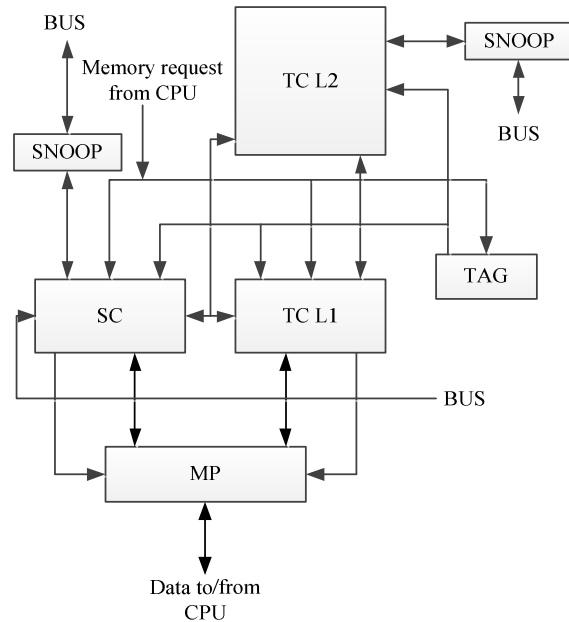 BUS
Memory request
from CPU
SNOOP
TC L2
SNOOP
BUS
TAG
SC
TC L1
BUS
MP
Data to/from
CPU